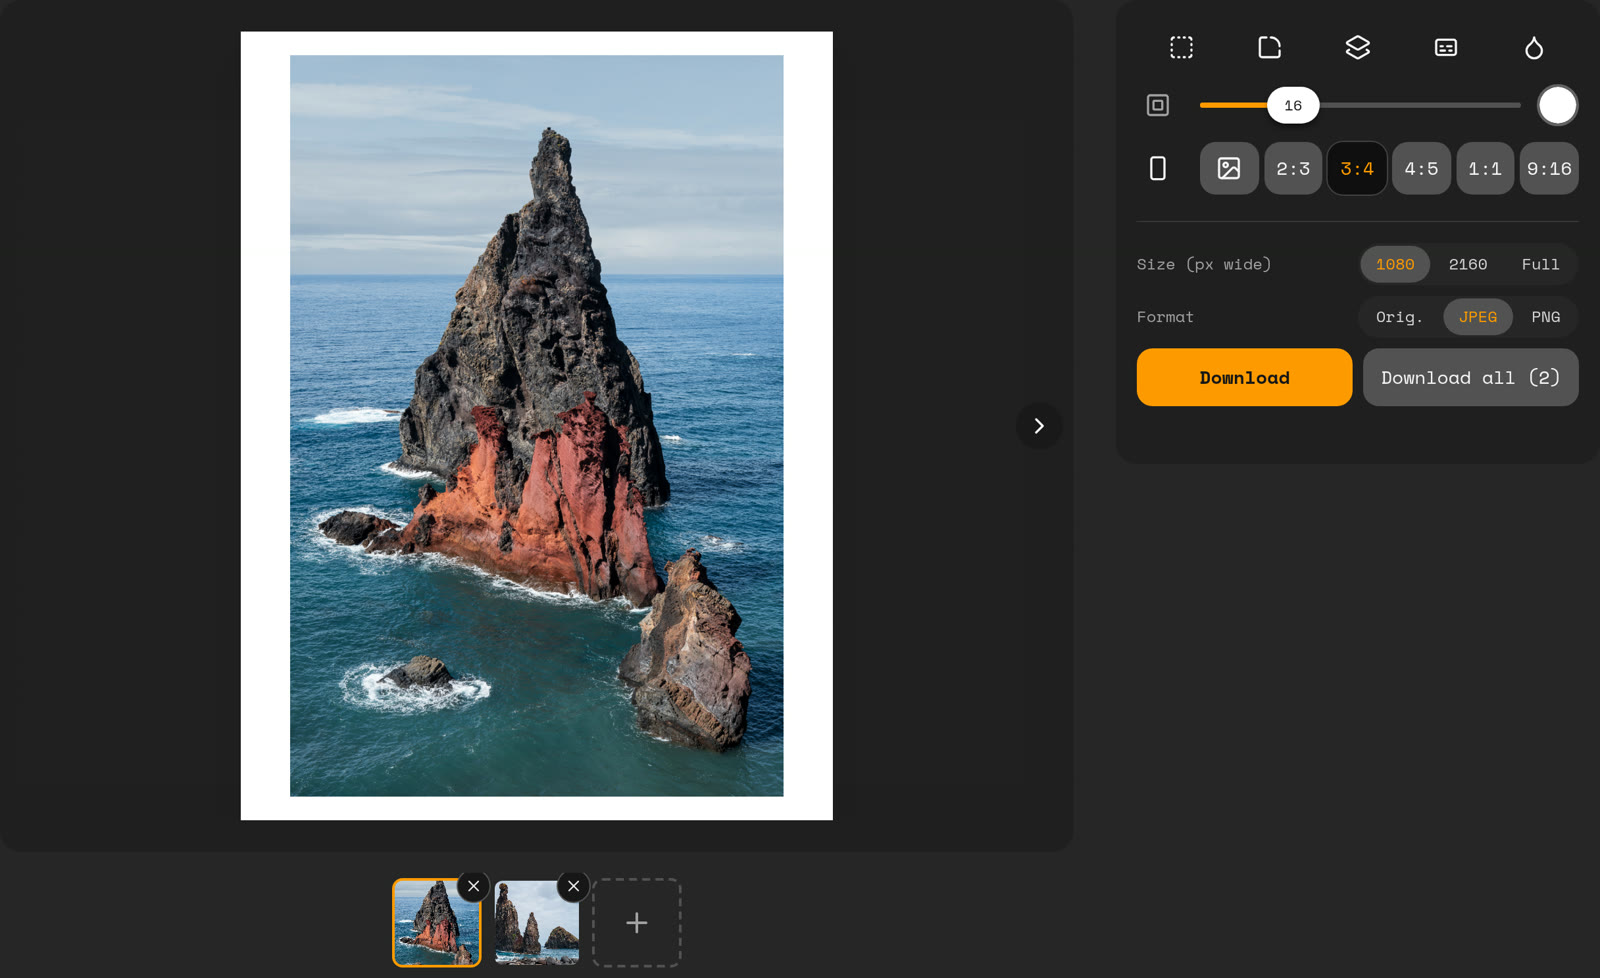 16
2:3 3:4 4:5 1:1 9:16
Size (px wide) 1080 2160 Full
Format Orig. JPEG PNG
Download Download all (2)